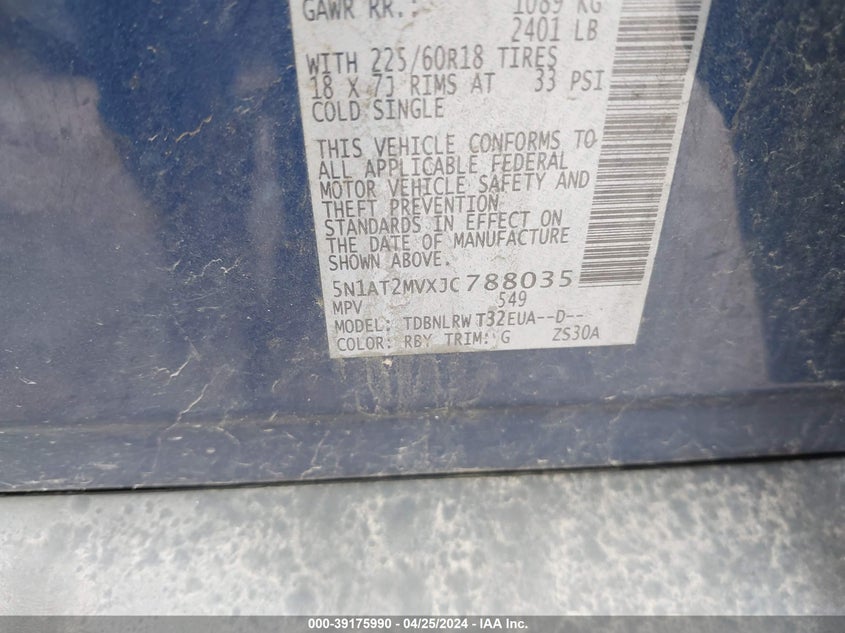 GAWR RR.: 1089 KG
2401 LB
WITH 225/60R18 TIRES
18 X 7J RIMS AT 33 PSI
COLD SINGLE
THIS VEHICLE CONFORMS TO
ALL APPLICABLE FEDERAL
MOTOR VEHICLE SAFETY AND
THEFT PREVENTION
STANDARDS IN EFFECT ON
THE DATE OF MANUFACTURE
SHOWN ABOVE.
5N1AT2MVXJC788035
MPV 549
MODEL: TDBNLRW T32EUA--D--
COLOR: RBY TRIM: G ZS30A
000-39175990 - 04/25/2024 - IAA Inc.